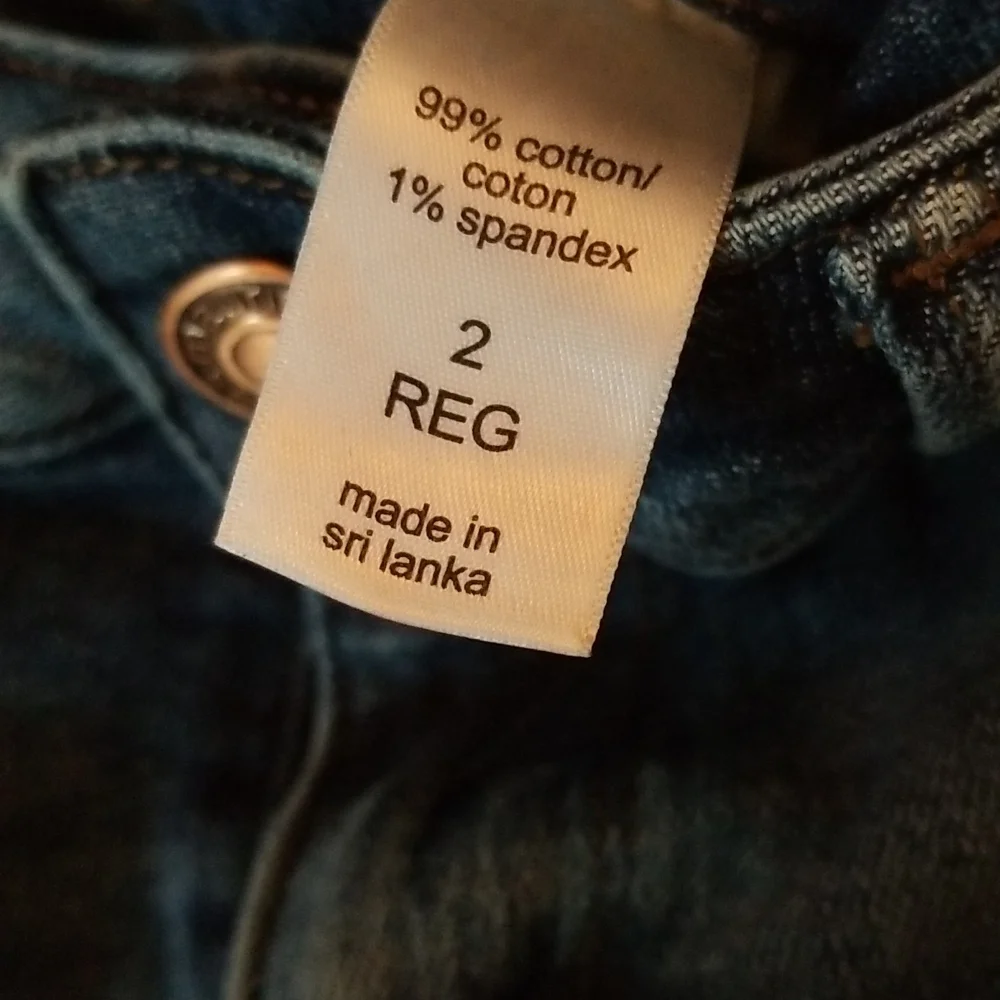 99% cotton/
coton
1% spandex
2
REG
made in
sri lanka